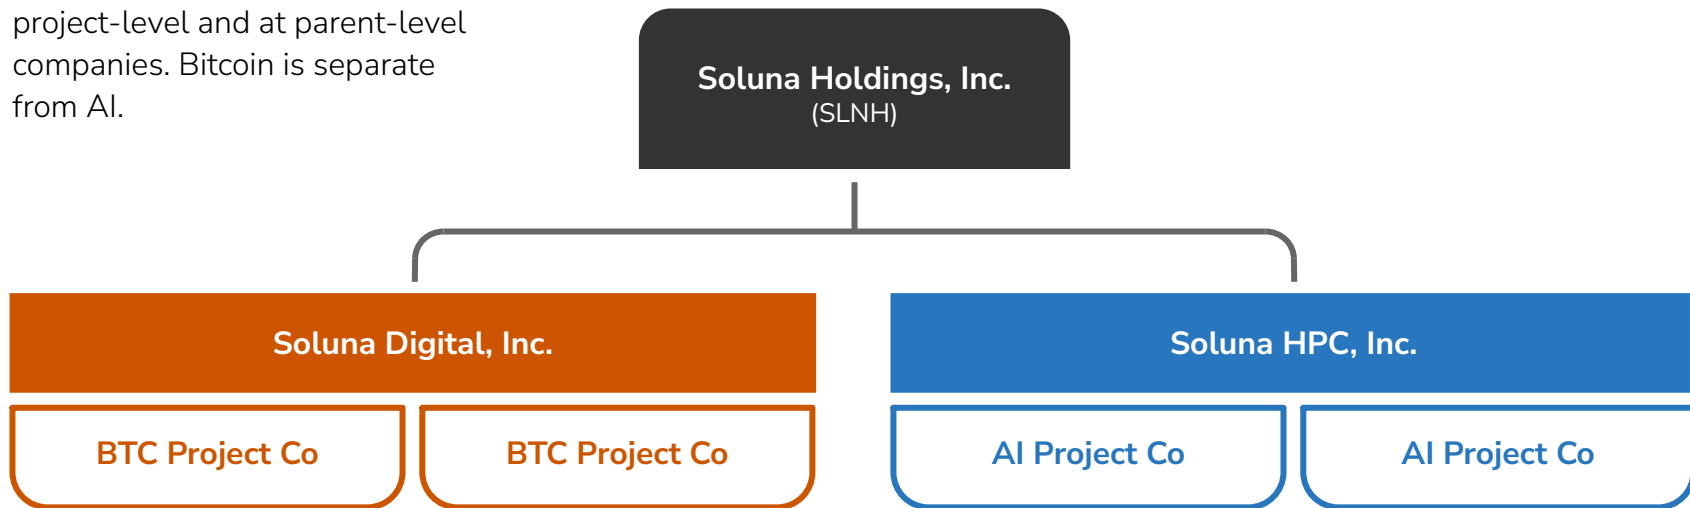 project-level and at parent-level
companies. Bitcoin is separate
from AI.
Soluna Holdings, Inc.
(SLNH)
Soluna Digital, Inc.
Soluna HPC, Inc.
BTC Project Co
BTC Project Co
AI Project Co
AI Project Co